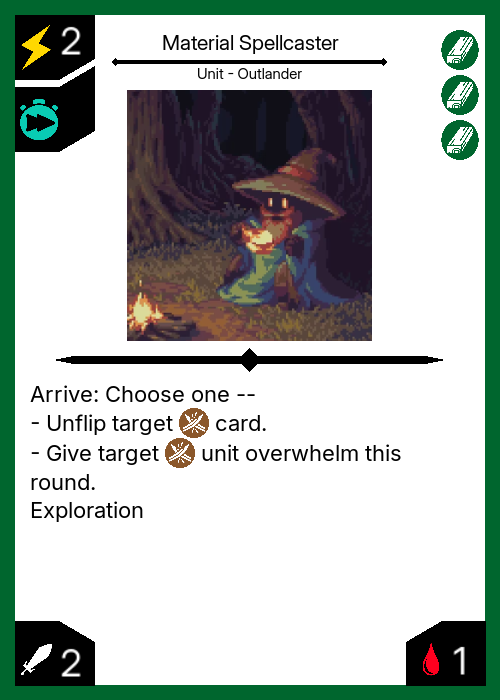 2
Material Spellcaster
Unit - Outlander
Arrive: Choose one --
- Unflip target card.
- Give target unit overwhelm this
round.
Exploration
2
1